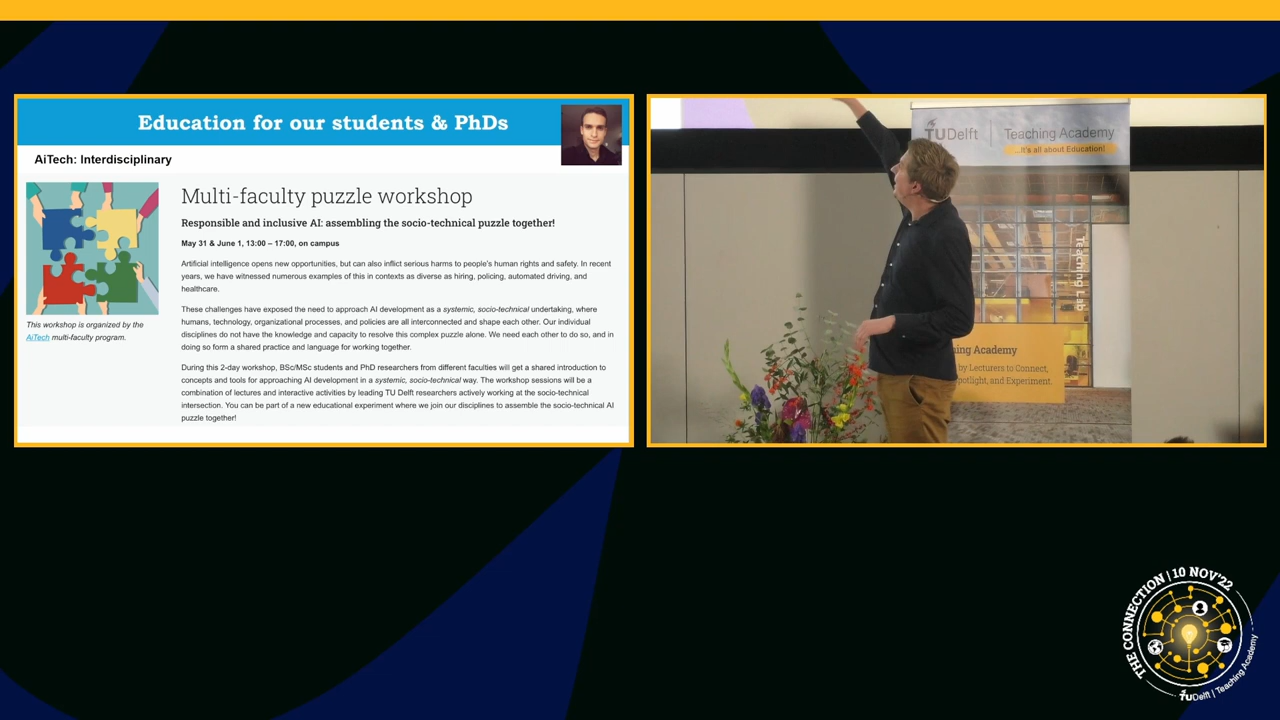 Education for our students & PhDs
AiTech: Interdisciplinary
Multi-faculty puzzle workshop
Responsible and inclusive AI: assembling the socio-technical puzzle together!
May 31 & June 1, 13:00 – 17:00, on campus
Artificial intelligence opens new opportunities, but can also inflict serious harms to people's human rights and safety. In recent
years, we have witnessed numerous examples of this in contexts as diverse as hiring, policing, automated driving, and
healthcare.
These challenges have exposed the need to approach AI development as a systemic, socio-technical undertaking, where
humans, technology, organizational processes, and policies are all interconnected and shape each other. Our individual
disciplines do not have the knowledge and capacity to resolve this complex puzzle alone. We need each other to do so, and in
doing so form a shared practice and language for working together.
During this 2-day workshop, BSc/MSc students and PhD researchers from different faculties will get a shared introduction to
concepts and tools for approaching AI development in a systemic, socio-technical way. The workshop sessions will be a
combination of lectures and interactive activities by leading TU Delft researchers actively working at the socio-technical
intersection. You can be part of a new educational experiment where we join our disciplines to assemble the socio-technical AI
puzzle together!
This workshop is organized by the
AiTech multi-faculty program.
TUDelft | Teaching Academy
...it's all about Education!
Teaching Lab
Academy
by Lecturers to Connect,
potlight, and Experiment.
THE CONNECTION | 10 NOV'22
TUDelft | Teaching Academy